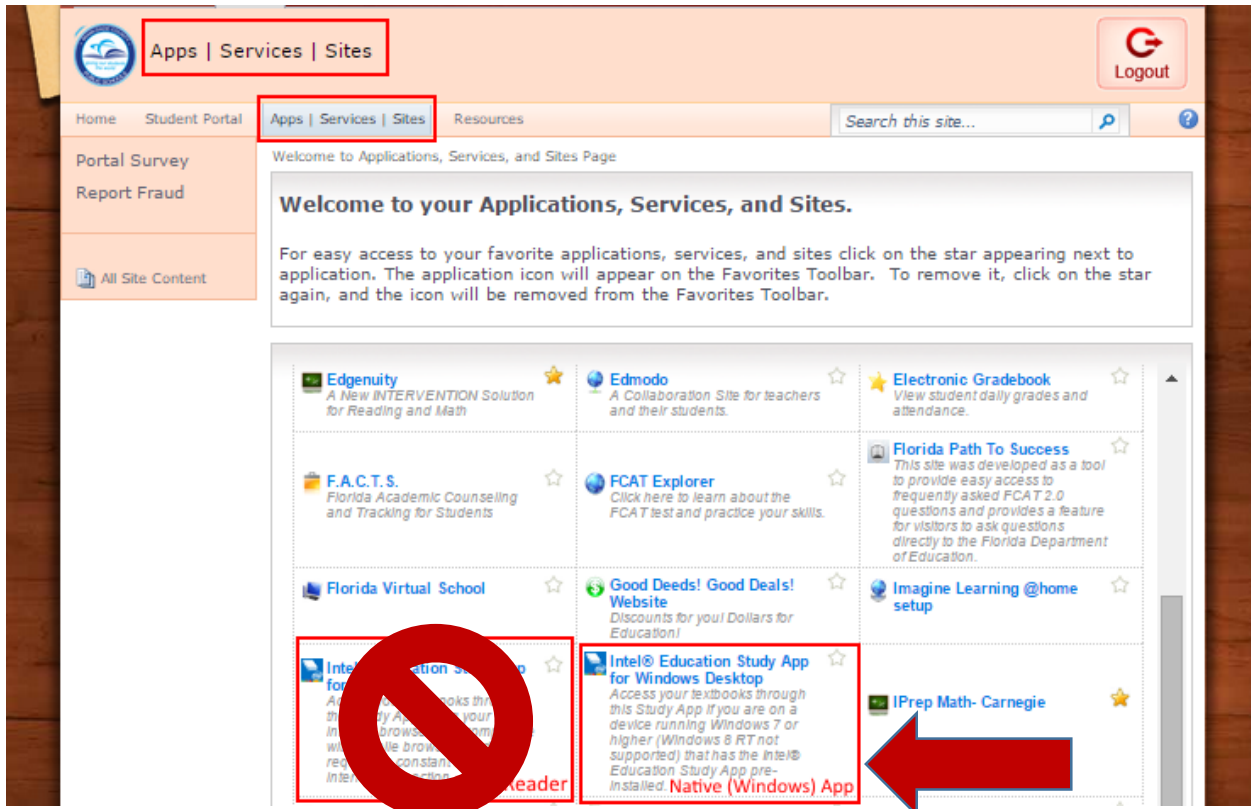 Apps | Services | Sites
Logout
Home Student Portal Apps | Services | Sites Resources
Search this site...
Portal Survey
Report Fraud
All Site Content
Welcome to Applications, Services, and Sites Page
Welcome to your Applications, Services, and Sites.
For easy access to your favorite applications, services, and sites click on the star appearing next to
application. The application icon will appear on the Favorites Toolbar. To remove it, click on the star
again, and the icon will be removed from the Favorites Toolbar.
Edgenuity
A New INTERVENTION Solution
for Reading and Math
Edmodo
A Collaboration Site for teachers
and their students.
Electronic Gradebook
View student daily grades and
attendance.
F.A.C.T.S.
Florida Academic Counseling
and Tracking for Students
FCAT Explorer
Click here to learn about the
FCAT test and practice your skills.
Florida Path To Success
This site was developed as a tool
to provide easy access to
frequently asked FCAT 2.0
questions and provides a feature
for visitors to ask questions
directly to the Florida Department
of Education.
Florida Virtual School
Good Deeds! Good Deals!
Website
Discounts for you! Dollars for
Education!
Imagine Learning @home
setup
App
your
constant
Intel® Education Study App
for Windows Desktop
Access your textbooks through
this Study App if you are on a
device running Windows 7 or
higher (Windows 8 RT not
supported) that has the Intel®
Education Study App pre-
installed. Native (Windows) App
IPrep Math- Carnegie